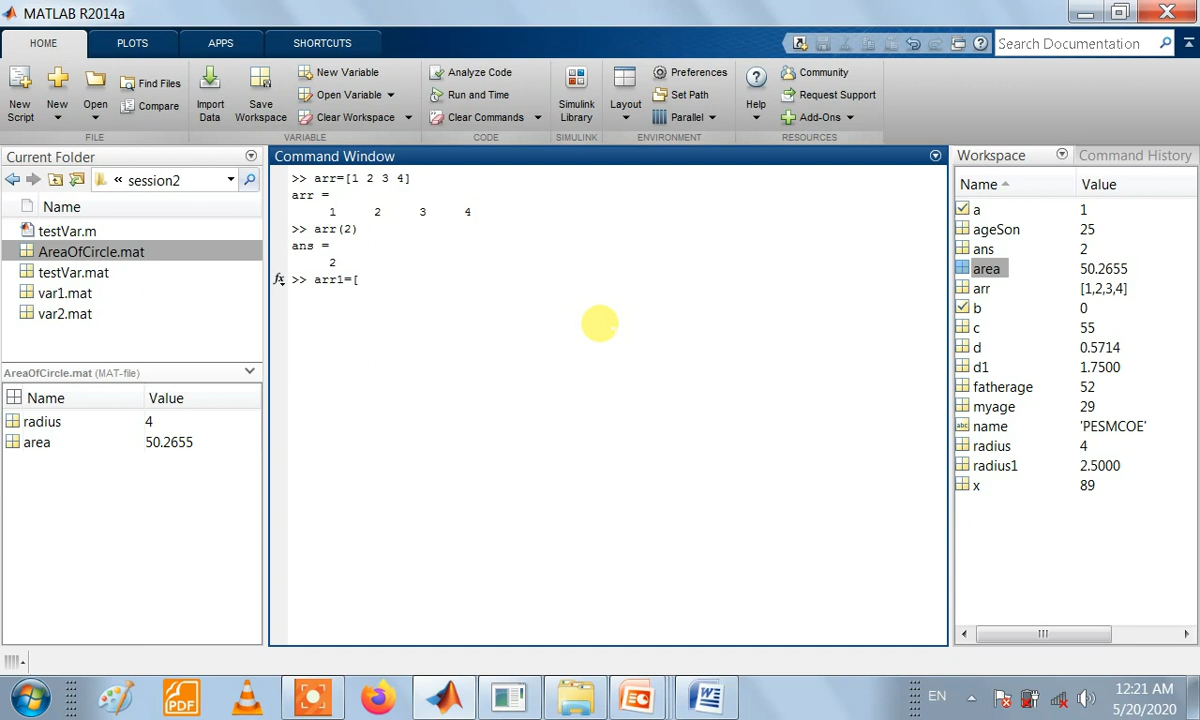 MATLAB R2014a
HOME PLOTS APPS SHORTCUTS Search Documentation
New Script
New
Open
Find Files
Compare
FILE
Import Data
Save Workspace
New Variable
Open Variable
Clear Workspace
VARIABLE
Analyze Code
Run and Time
Clear Commands
CODE
Simulink Library
SIMULINK
Layout
Preferences
Set Path
Parallel
ENVIRONMENT
Help
Community
Request Support
Add-Ons
RESOURCES
Current Folder
« session2
Name
testVar.m
AreaOfCircle.mat
testVar.mat
var1.mat
var2.mat
AreaOfCircle.mat (MAT-file)
Name Value
radius 4
area 50.2655
Command Window
>> arr=[1 2 3 4]
arr =
1 2 3 4
>> arr(2)
ans =
2
fx >> arr1=[
Workspace Command History
Name Value
a 1
ageSon 25
ans 2
area 50.2655
arr [1,2,3,4]
b 0
c 55
d 0.5714
d1 1.7500
fatherage 52
myage 29
name 'PESMCOE'
radius 4
radius1 2.5000
x 89
PDF
EN
12:21 AM
5/20/2020